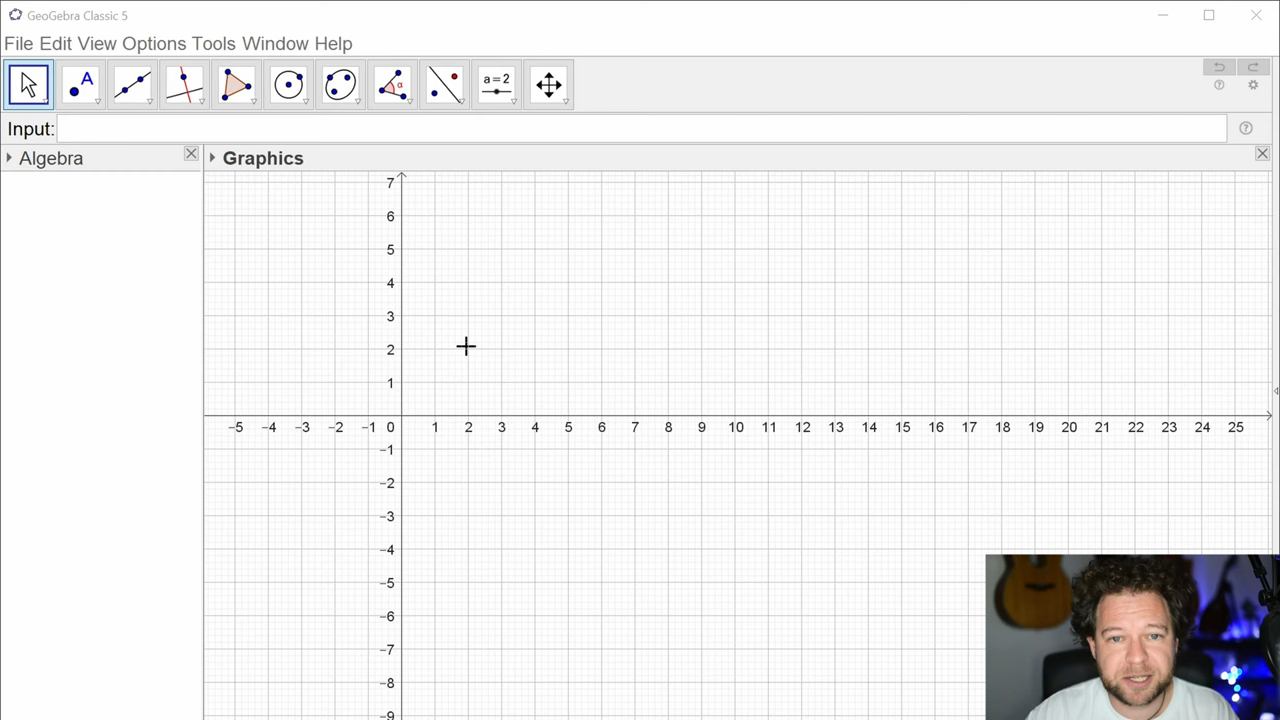 GeoGebra Classic 5
File Edit View Options Tools Window Help
A
α
a=2
Input:
Algebra
Graphics
7
6
5
4
3
2
1
−5 −4 −3 −2 −1 0 1 2 3 4 5 6 7 8 9 10 11 12 13 14 15 16 17 18 19 20 21 22 23 24 25
−1
−2
−3
−4
−5
−6
−7
−8
−9